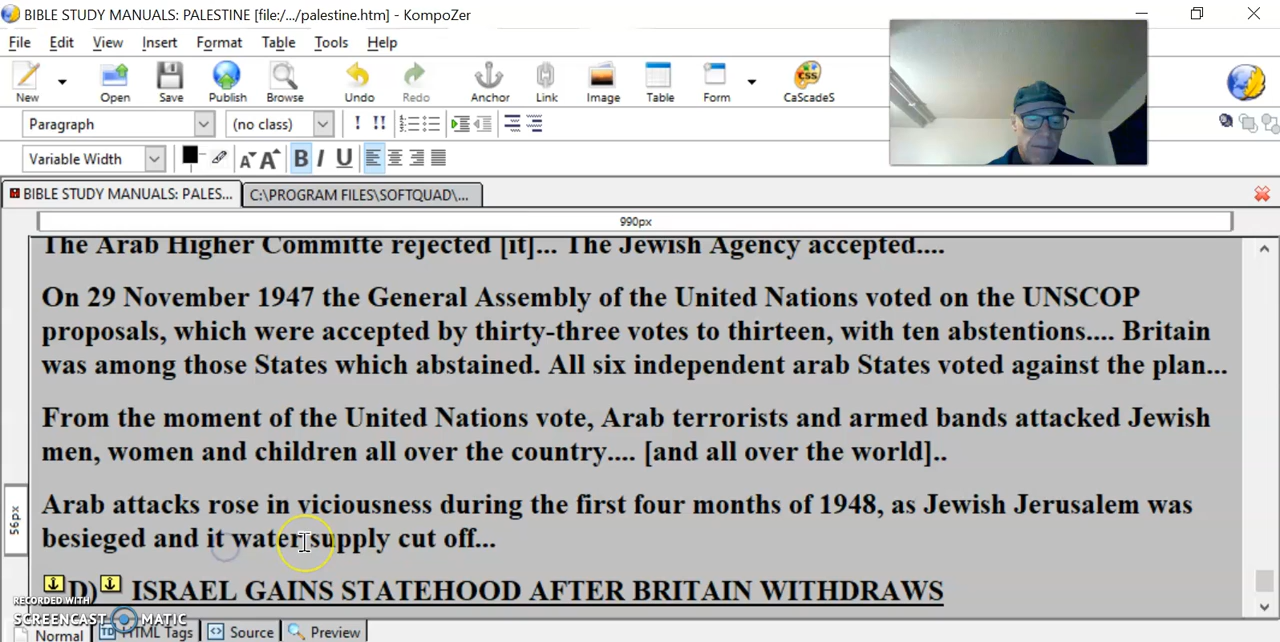 BIBLE STUDY MANUALS: PALESTINE [file:/.../palestine.htm] - KompoZer
File Edit View Insert Format Table Tools Help
New Open Save Publish Browse Undo Redo Anchor Link Image Table Form CaScadeS
Paragraph (no class) ! !!
Variable Width A A B I U
BIBLE STUDY MANUALS: PALES... C:\PROGRAM FILES\SOFTQUAD\...
990px
The Arab Higher Committe rejected [it]... The Jewish Agency accepted....
On 29 November 1947 the General Assembly of the United Nations voted on the UNSCOP
proposals, which were accepted by thirty-three votes to thirteen, with ten abstentions.... Britain
was among those States which abstained. All six independent arab States voted against the plan...
From the moment of the United Nations vote, Arab terrorists and armed bands attacked Jewish
men, women and children all over the country.... [and all over the world]..
Arab attacks rose in viciousness during the first four months of 1948, as Jewish Jerusalem was
besieged and it water supply cut off...
56px
D) ISRAEL GAINS STATEHOOD AFTER BRITAIN WITHDRAWS
RECORDED WITH
SCREENCAST MATIC
Normal HTML Tags Source Preview